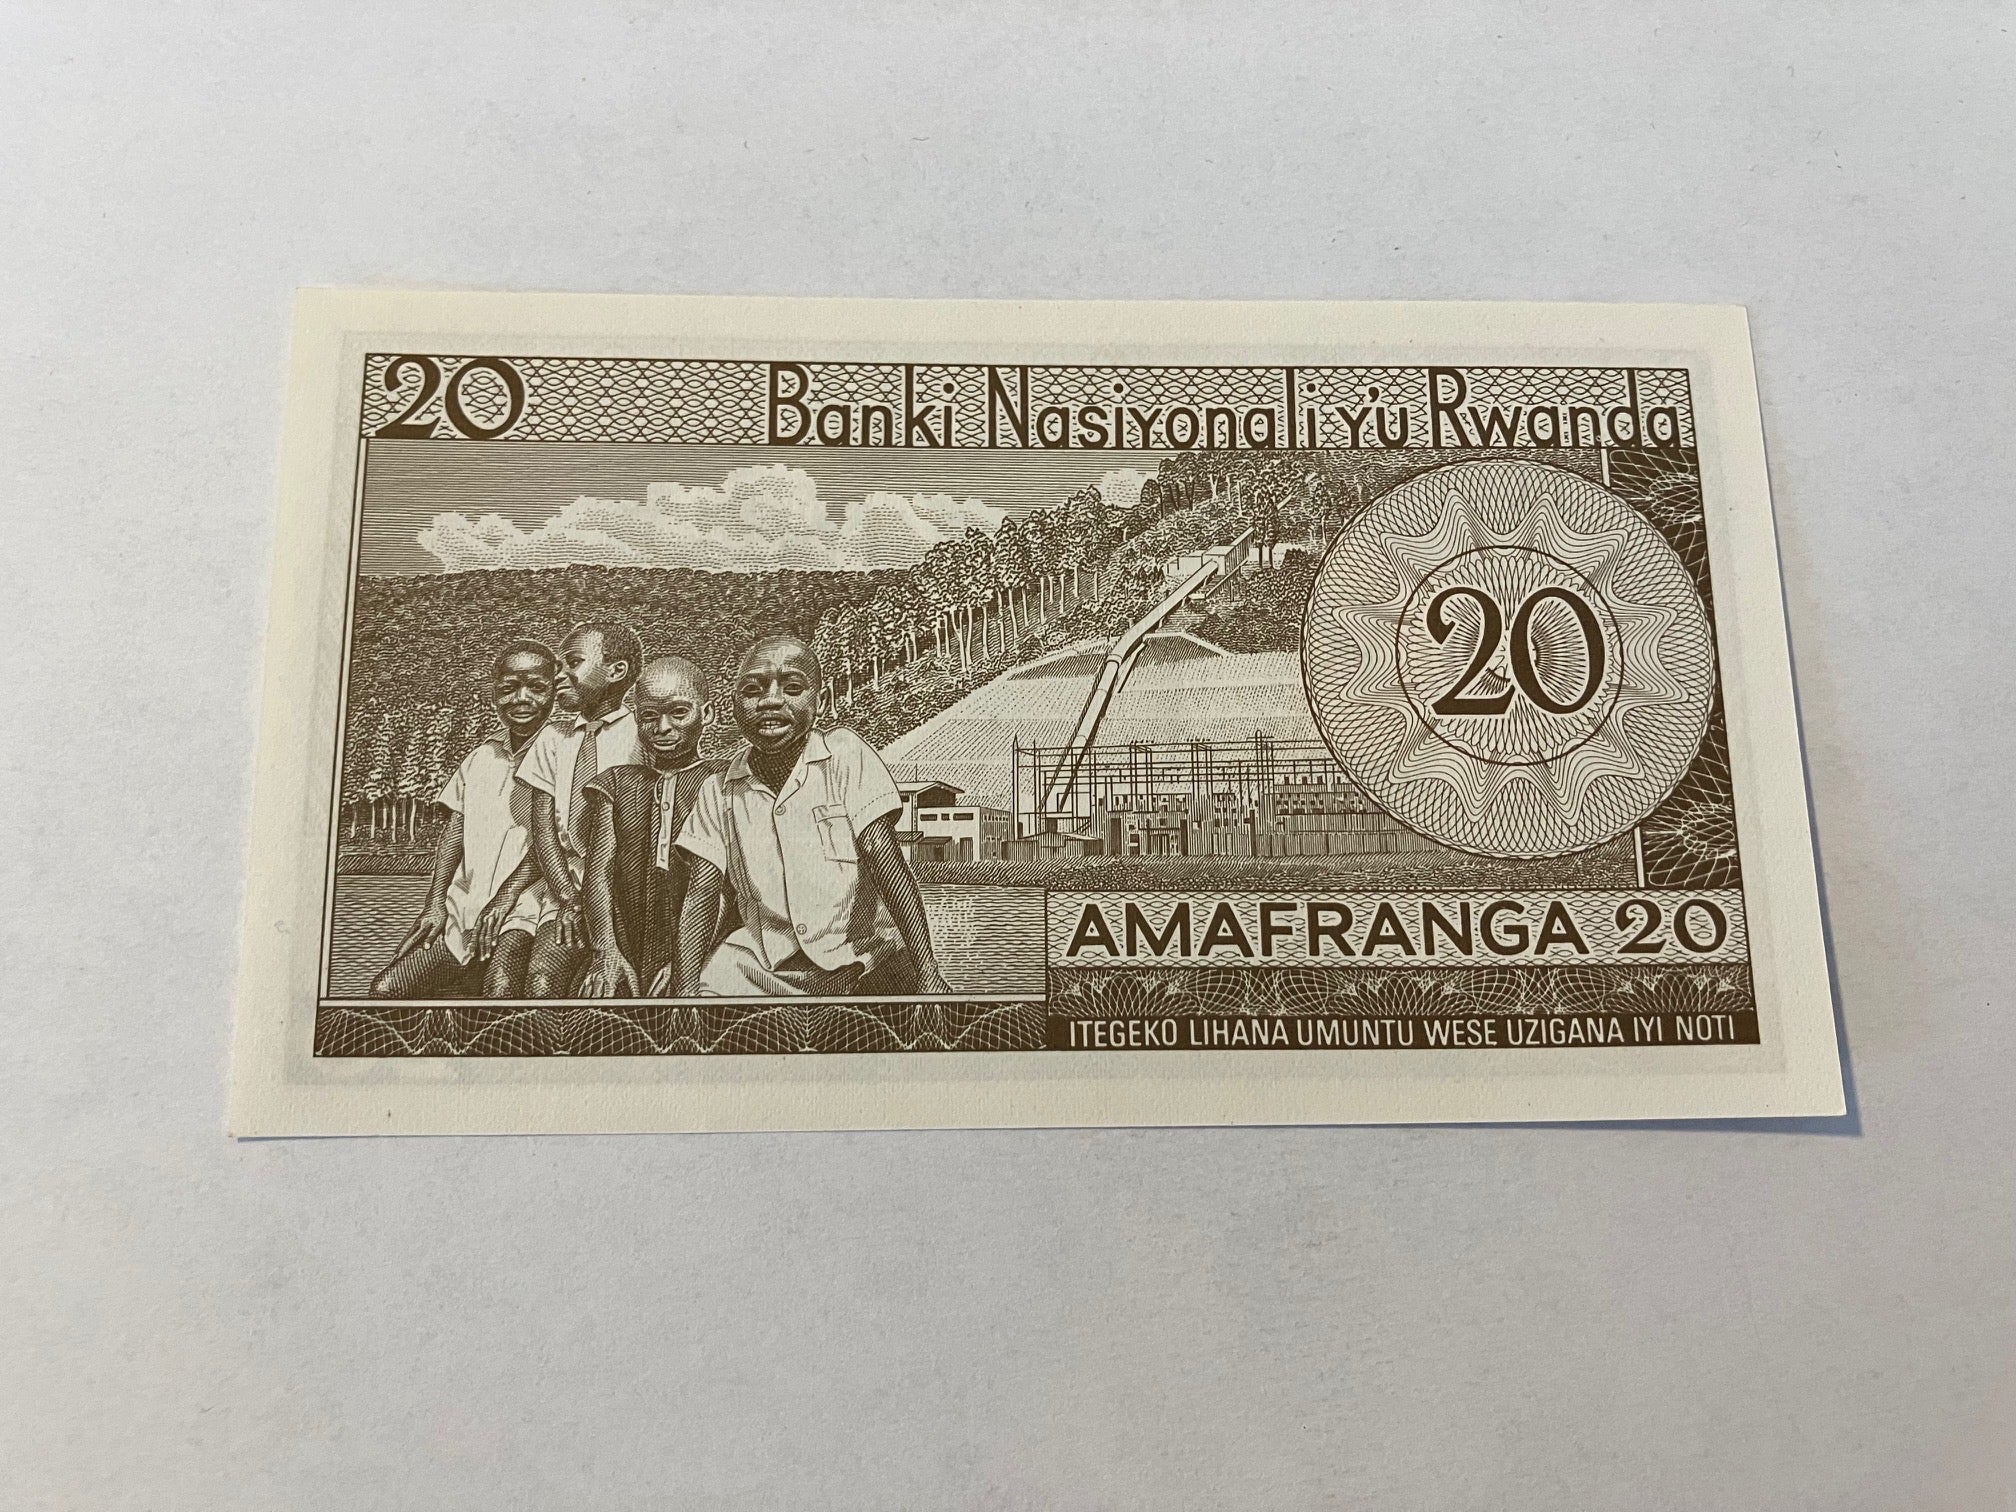 20 Banki Nasiyonali y'u Rwanda
20
AMAFRANGA 20
ITEGEKO LIHANA UMUNTU WESE UZIGANA IYI NOTI